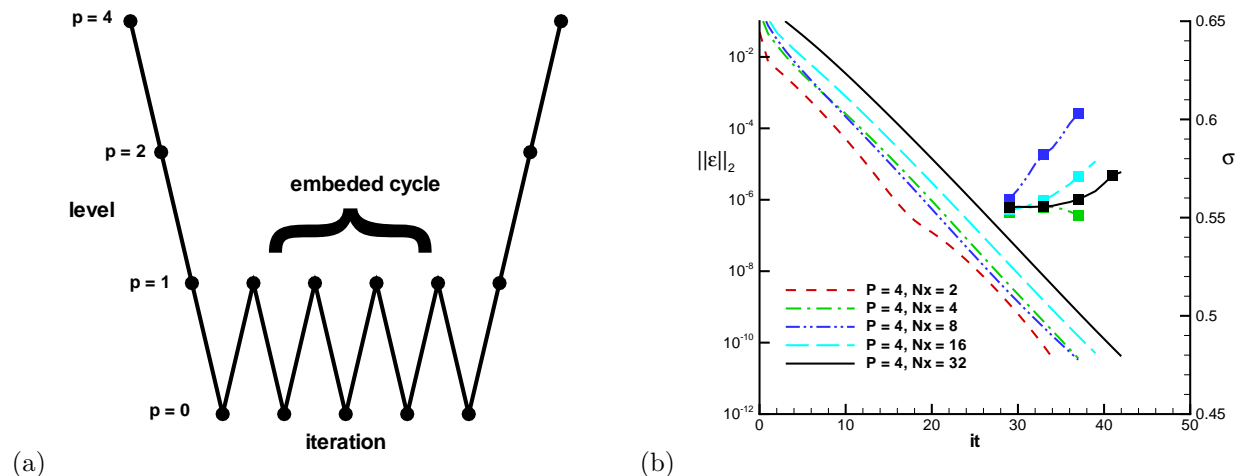 p = 4
p = 2
embeded cycle
level
p = 1
p = 0
iteration
(a)
10^-2
10^-4
10^-6
10^-8
10^-10
10^-12
||ε||_2
0.65
0.6
0.55
0.5
0.45
σ
P = 4, Nx = 2
P = 4, Nx = 4
P = 4, Nx = 8
P = 4, Nx = 16
P = 4, Nx = 32
0 10 20 30 40 50
it
(b)